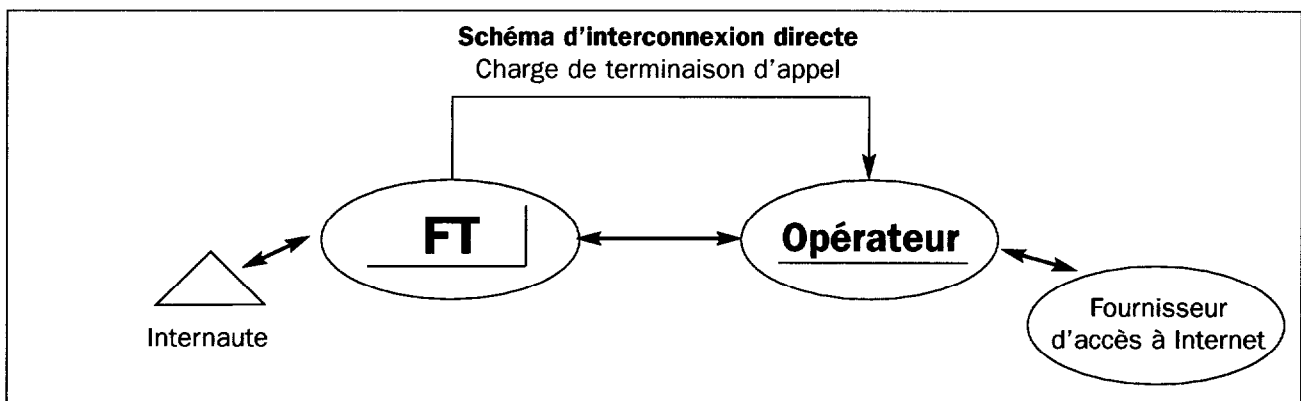 Schéma d'interconnexion directe
Charge de terminaison d'appel
FT
Opérateur
Internaute
Fournisseur
d'accès à Internet